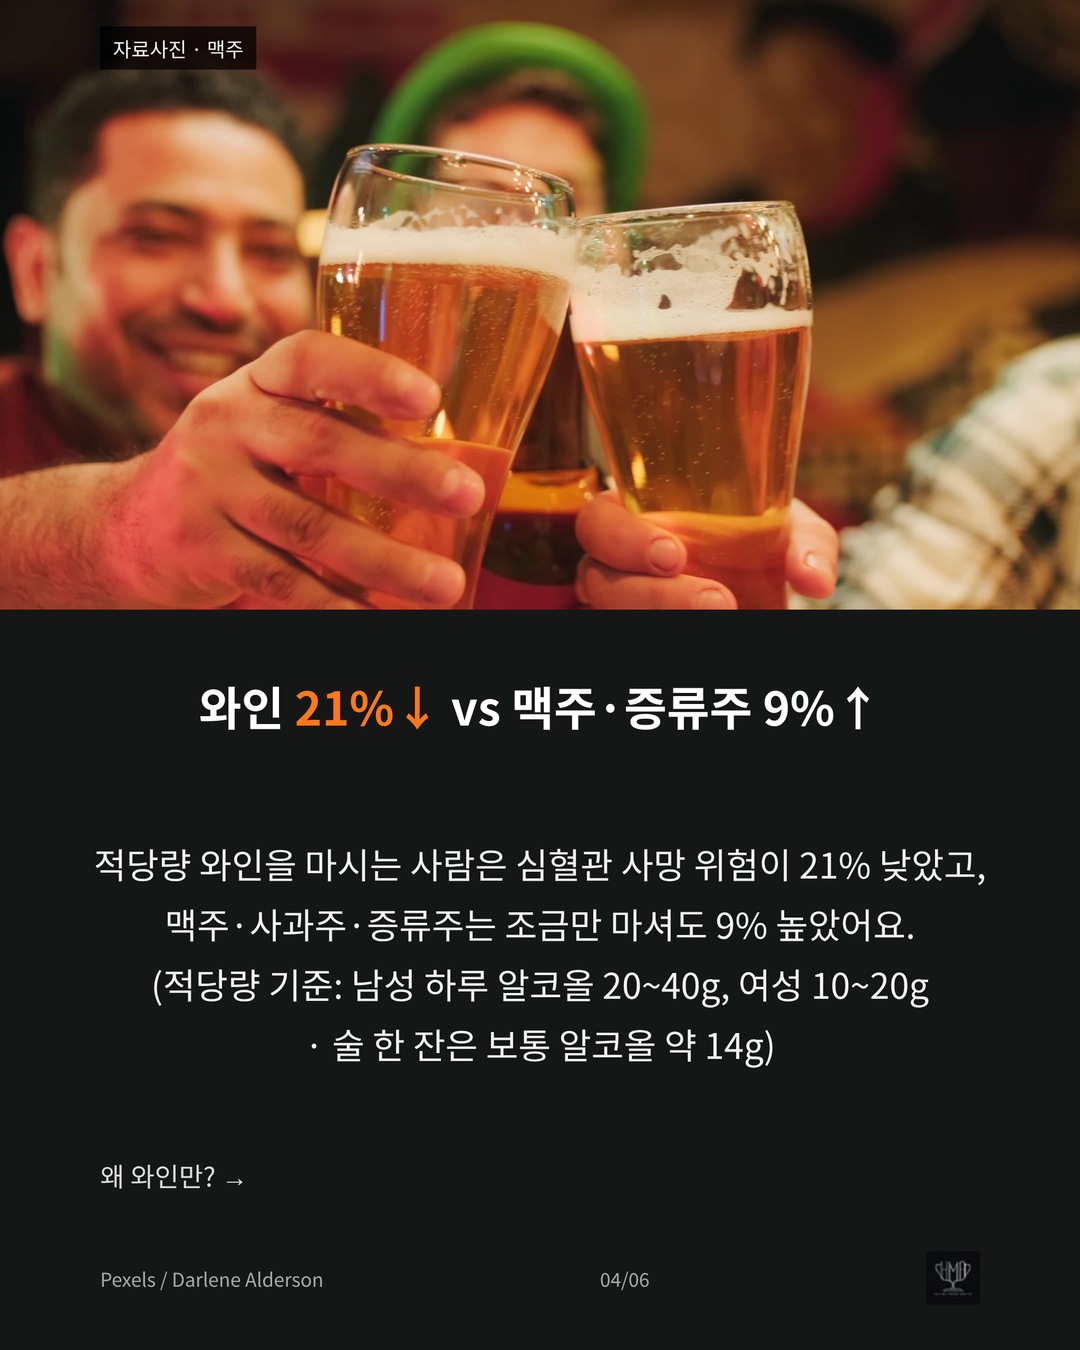 자료사진 · 맥주
와인 21%↓ vs 맥주·증류주 9%↑
적당량 와인을 마시는 사람은 심혈관 사망 위험이 21% 낮았고,
맥주·사과주·증류주는 조금만 마셔도 9% 높았어요.
(적당량 기준: 남성 하루 알코올 20~40g, 여성 10~20g
· 술 한 잔은 보통 알코올 약 14g)
왜 와인만? →
Pexels / Darlene Alderson
04/06